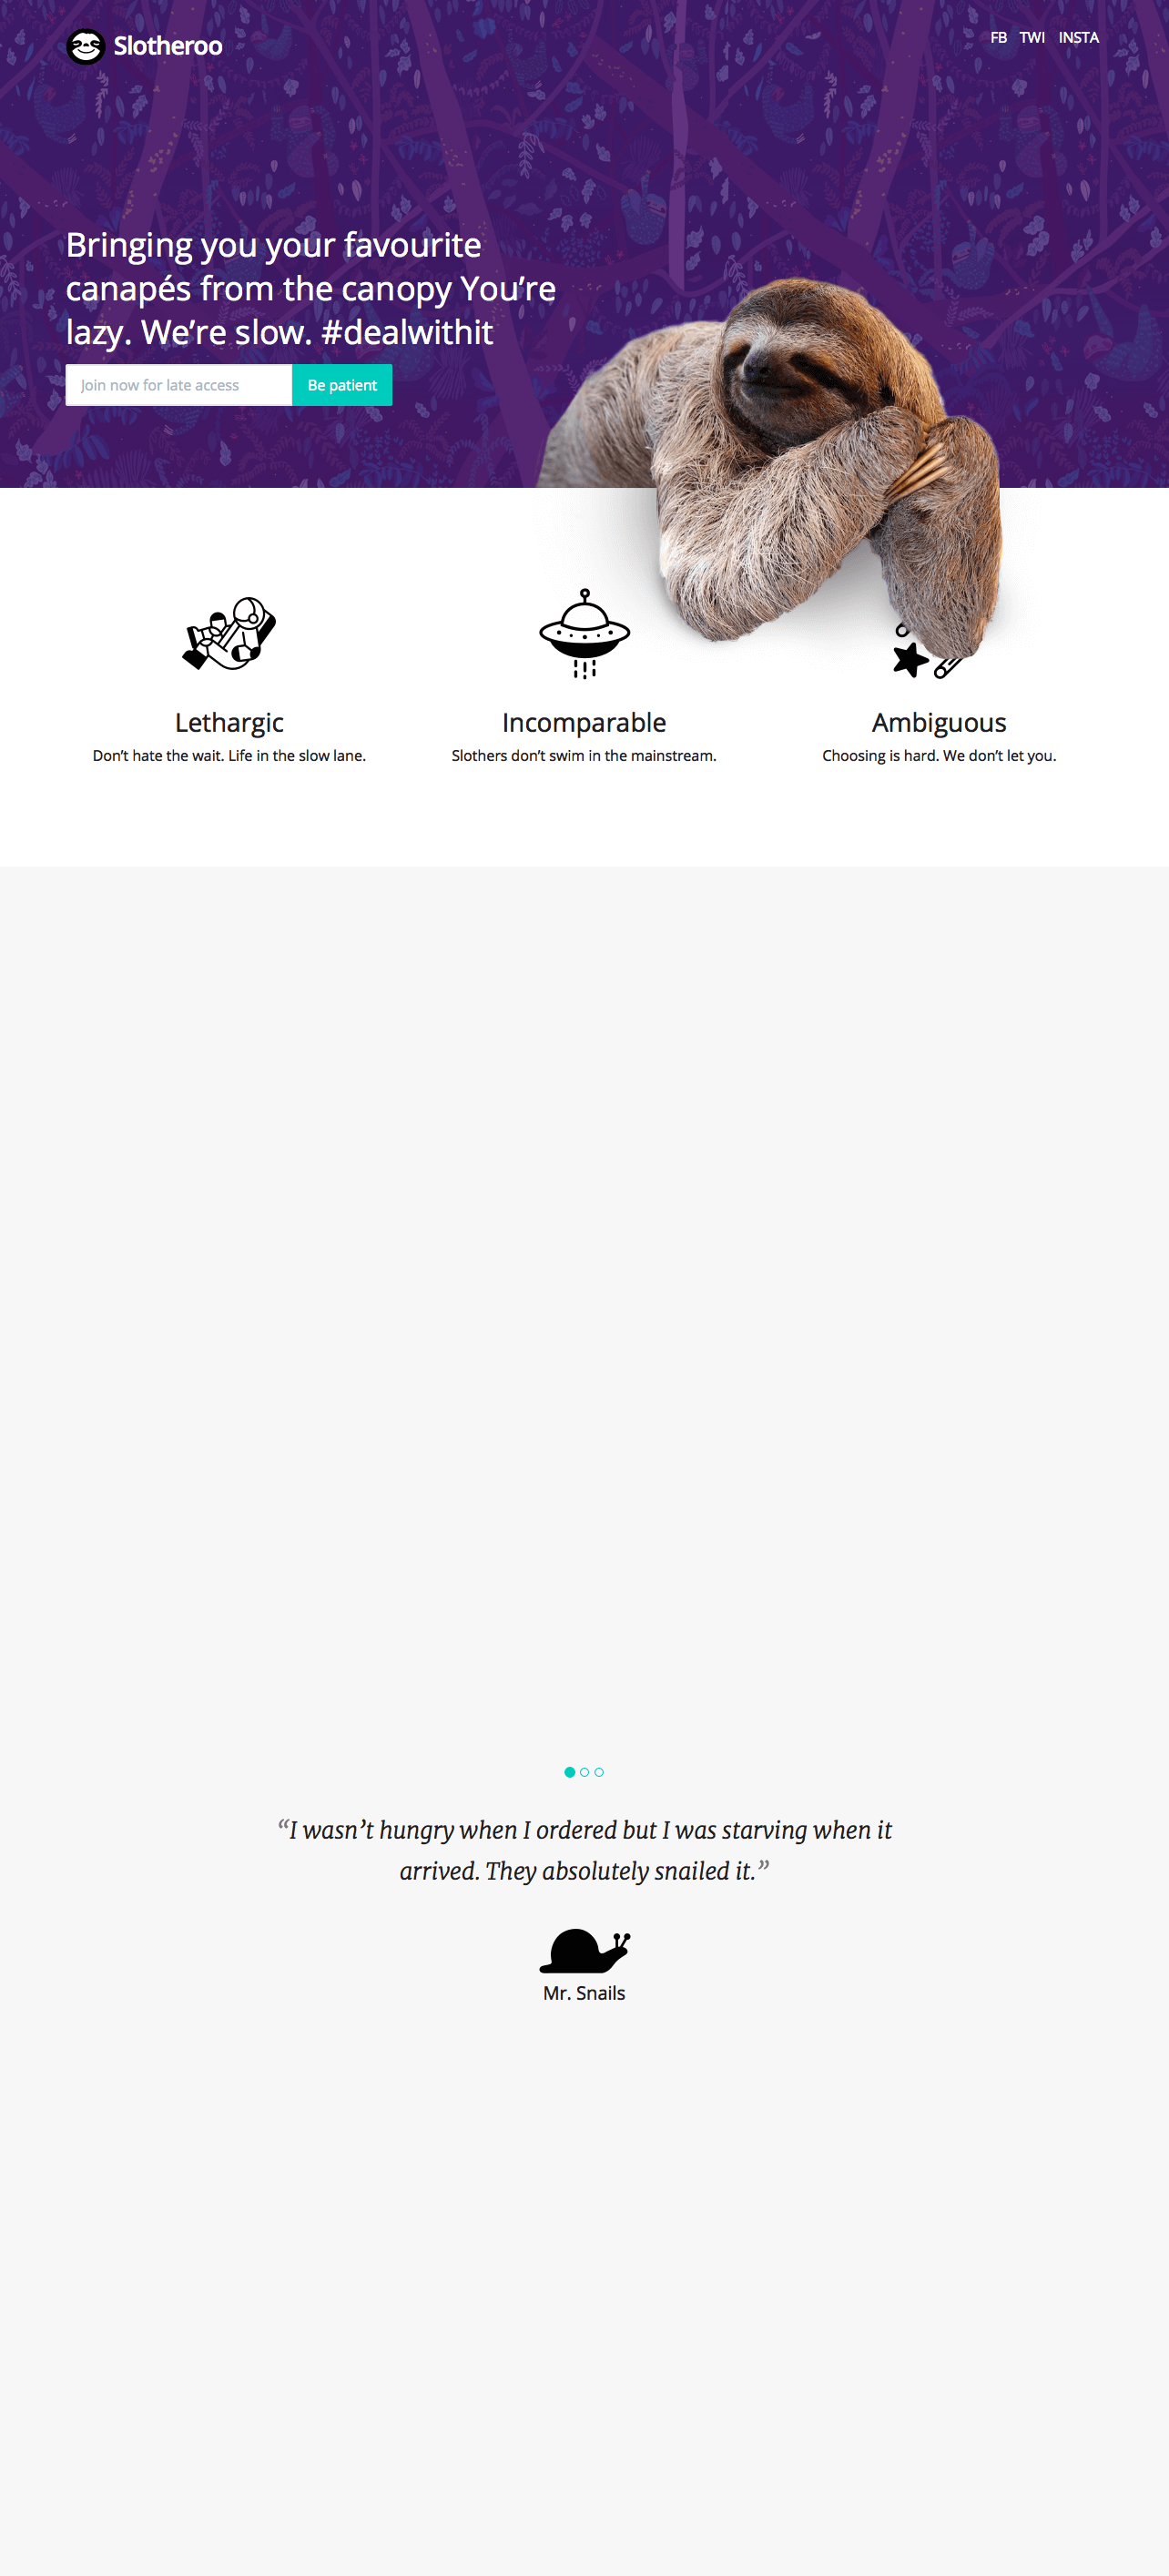 Slotheroo
FB TWI INSTA
Bringing you your favourite
canapés from the canopy You’re
lazy. We’re slow. #dealwithit
Join now for late access
Be patient
Lethargic
Don’t hate the wait. Life in the slow lane.
Incomparable
Slothers don’t swim in the mainstream.
Ambiguous
Choosing is hard. We don’t let you.
“I wasn’t hungry when I ordered but I was starving when it
arrived. They absolutely snailed it.”
Mr. Snails